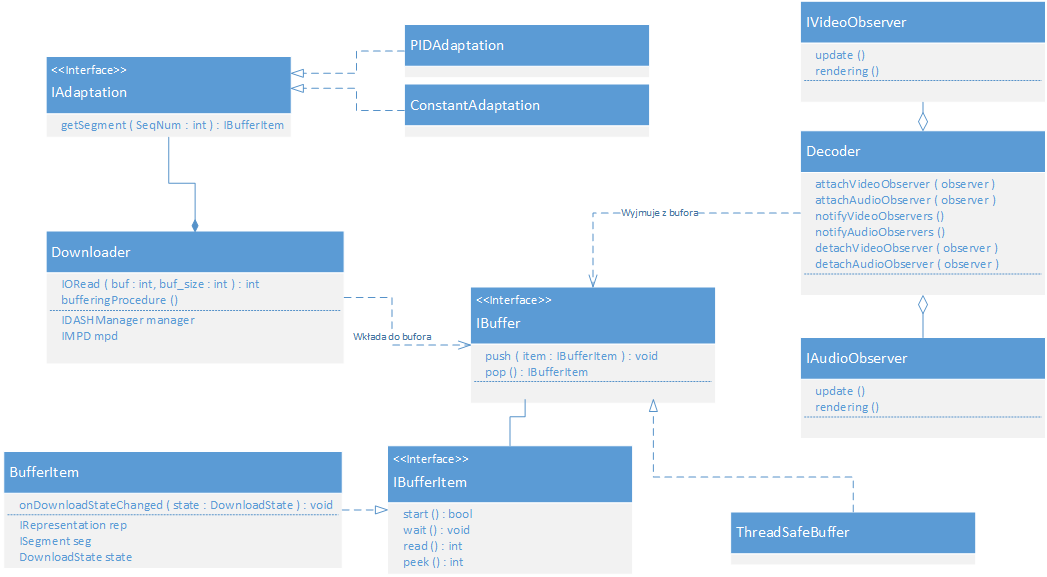 <<Interface>>
IAdaptation
getSegment ( SeqNum : int ) : IBufferItem
PIDAdaptation
ConstantAdaptation
IVideoObserver
update ()
rendering ()
Decoder
attachVideoObserver ( observer )
attachAudioObserver ( observer )
notifyVideoObservers ()
notifyAudioObservers ()
detachVideoObserver ( observer )
detachAudioObserver ( observer )
Wyjmuje z bufora
Downloader
IORead ( buf : int, buf_size : int ) : int
bufferingProcedure ()
IDASHManager manager
IMPD mpd
Wkłada do bufora
<<Interface>>
IBuffer
push ( item : IBufferItem ) : void
pop () : IBufferItem
IAudioObserver
update ()
rendering ()
BufferItem
onDownloadStateChanged ( state : DownloadState ) : void
IRepresentation rep
ISegment seg
DownloadState state
<<Interface>>
IBufferItem
start () : bool
wait () : void
read () : int
peek () : int
ThreadSafeBuffer